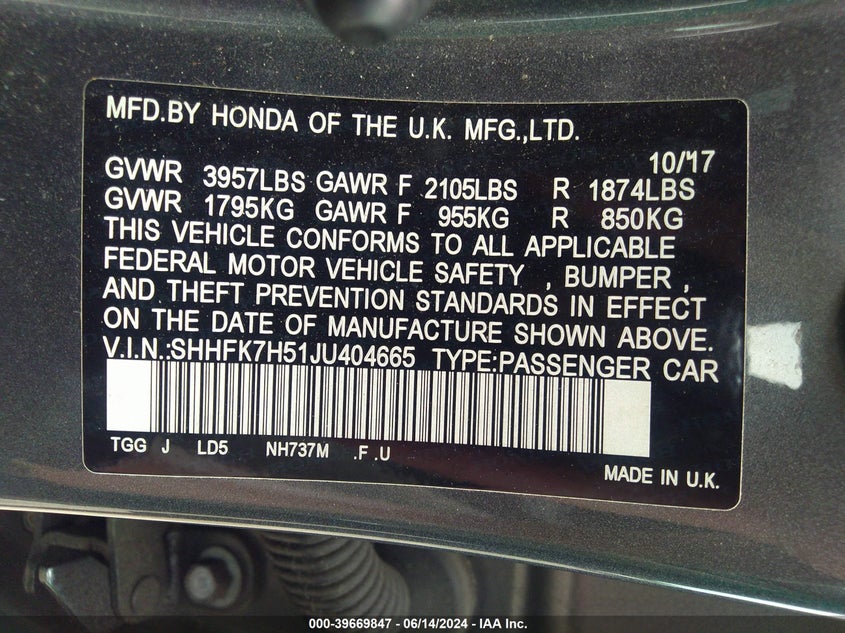 MFD.BY HONDA OF THE U.K. MFG.,LTD.
10/17
GVWR 3957LBS GAWR F 2105LBS R 1874LBS
GVWR 1795KG GAWR F 955KG R 850KG
THIS VEHICLE CONFORMS TO ALL APPLICABLE
FEDERAL MOTOR VEHICLE SAFETY , BUMPER ,
AND THEFT PREVENTION STANDARDS IN EFFECT
ON THE DATE OF MANUFACTURE SHOWN ABOVE.
V.I.N.:SHHFK7H51JU404665 TYPE:PASSENGER CAR
TGG J LD5 NH737M .F .U
MADE IN U.K.
000-39669847 - 06/14/2024 - IAA Inc.